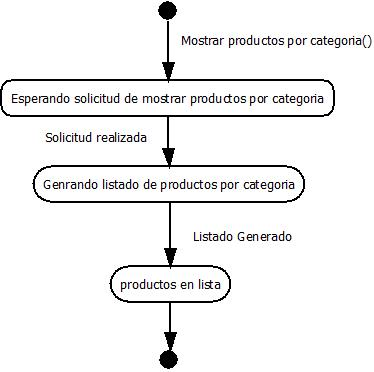 Mostrar productos por categoria()
Esperando solicitud de mostrar productos por categoria
Solicitud realizada
Genrando listado de productos por categoria
Listado Generado
productos en lista